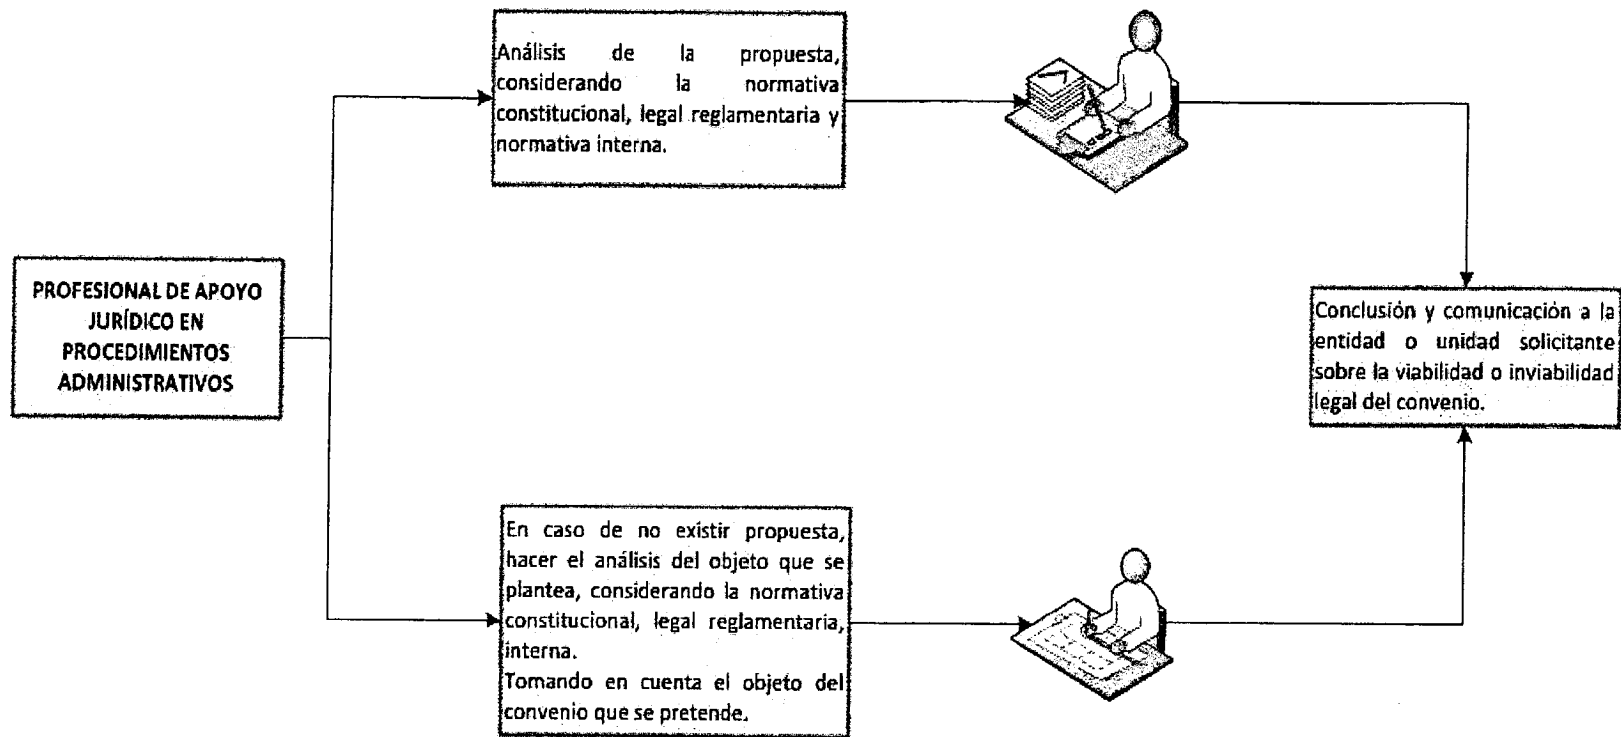 Análisis de la propuesta,
considerando la normativa
constitucional, legal reglamentaria y
normativa interna.
PROFESIONAL DE APOYO
JURÍDICO EN
PROCEDIMIENTOS
ADMINISTRATIVOS
Conclusión y comunicación a la
entidad o unidad solicitante
sobre la viabilidad o inviabilidad
legal del convenio.
En caso de no existir propuesta,
hacer el análisis del objeto que se
plantea, considerando la normativa
constitucional, legal reglamentaria,
interna.
Tomando en cuenta el objeto del
convenio que se pretende.